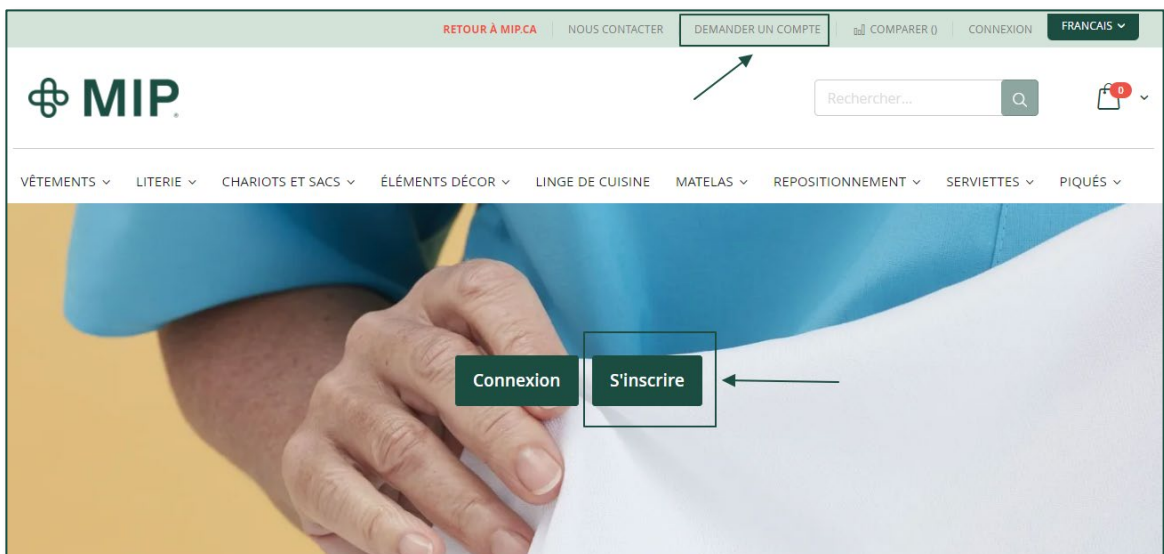 RETOUR À MIP.CA NOUS CONTACTER DEMANDER UN COMPTE COMPARER () CONNEXION FRANCAIS
MIP
Rechercher... 0
VÊTEMENTS LITERIE CHARIOTS ET SACS ÉLÉMENTS DÉCOR LINGE DE CUISINE MATELAS REPOSITIONNEMENT SERVIETTES PIQUÉS
Connexion S'inscrire